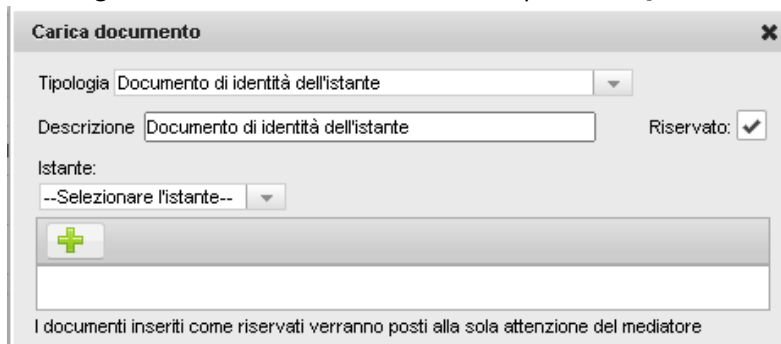 Carica documento
Tipologia Documento di identità dell'istante
Descrizione Documento di identità dell'istante Riservato:
Istante:
--Selezionare l'istante--
I documenti inseriti come riservati verranno posti alla sola attenzione del mediatore